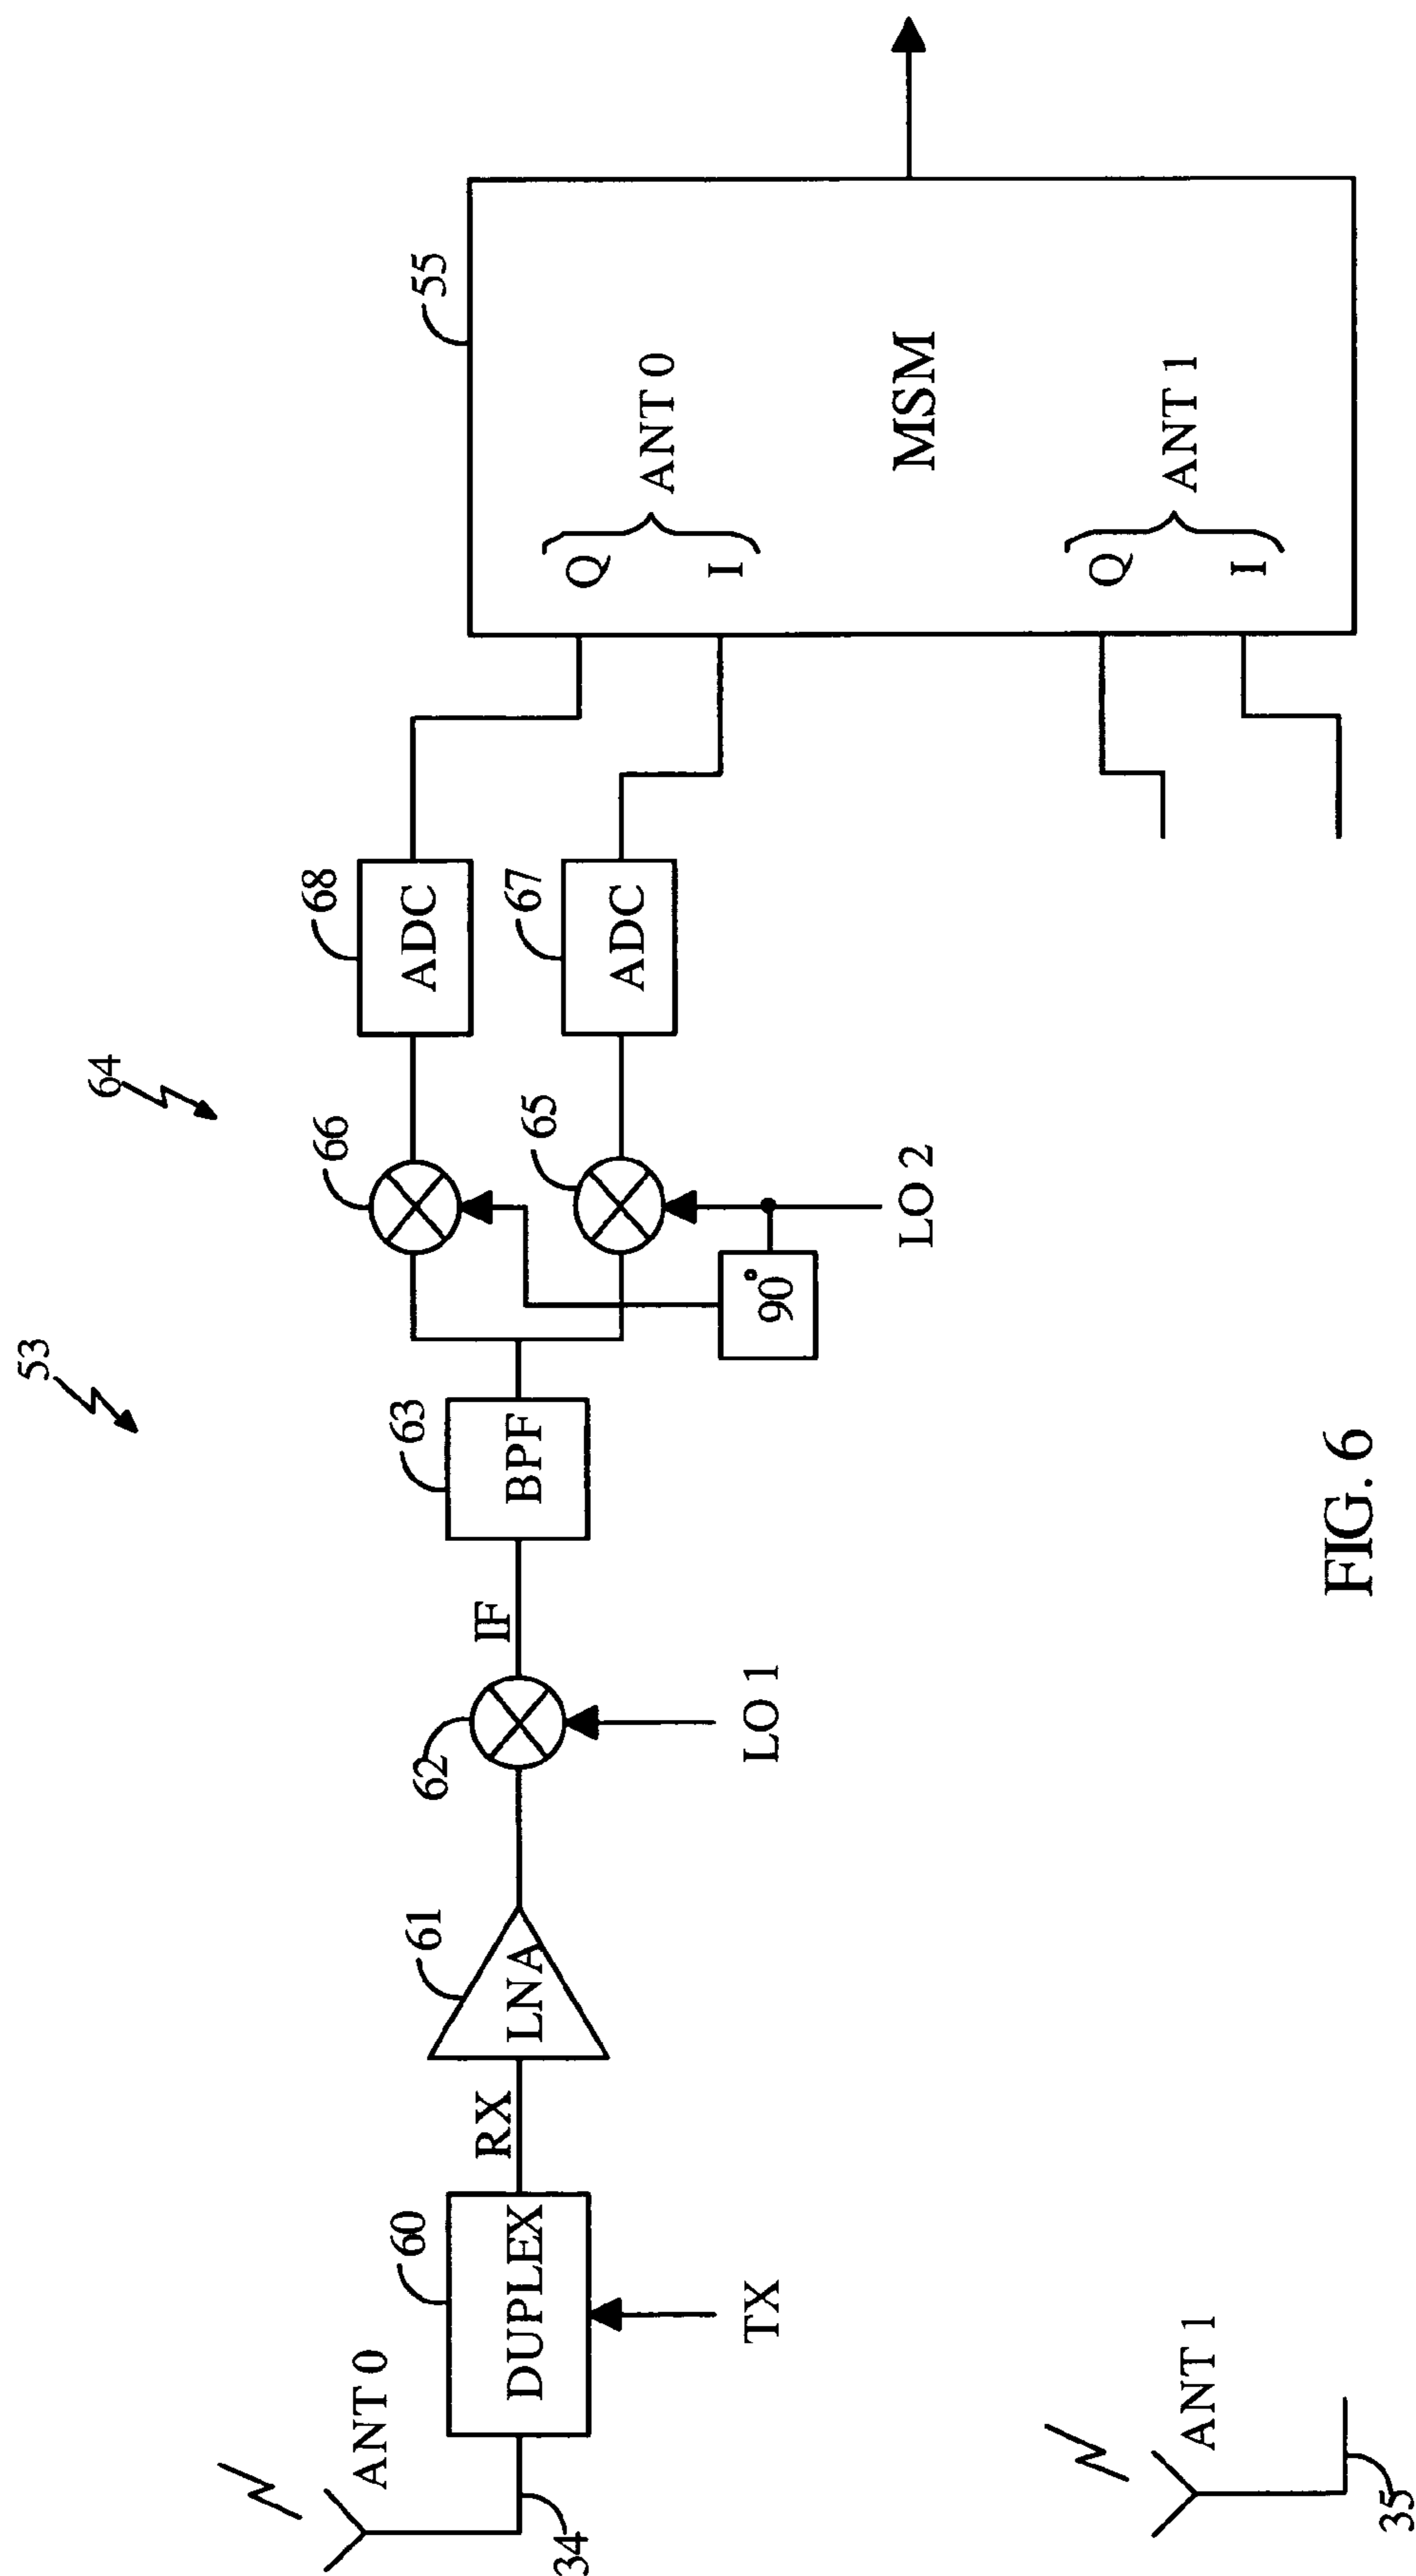 53
64
ANT 0
34
60
DUPLEX
TX
RX
61
LNA
62
LO 1
IF
63
BPF
66
65
90°
LO 2
68
ADC
67
ADC
55
Q
I
ANT 0
MSM
Q
I
ANT 1
ANT 1
35
FIG. 6